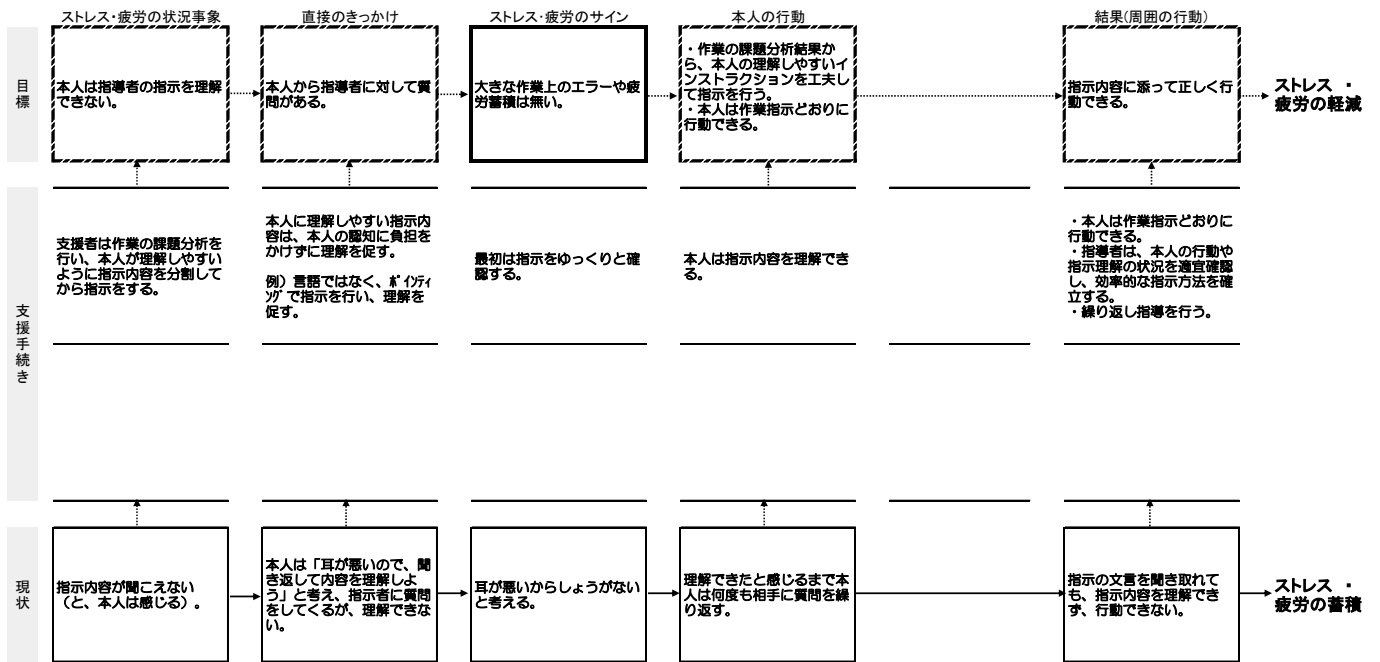 ストレス・疲労の状況事象
直接のきっかけ
ストレス・疲労のサイン
本人の行動
結果(周囲の行動)
目標
本人は指導者の指示を理解
できない。
本人から指導者に対して質
問がある。
大きな作業上のエラーや疲
労蓄積は無い。
・作業の課題分析結果か
ら、本人の理解しやすいイ
ンストラクションを工夫し
て指示を行う。
・本人は作業指示どおりに
行動できる。
指示内容に添って正しく行
動できる。
ストレス ・
疲労の軽減
支援手続き
支援者は作業の課題分析を
行い、本人が理解しやすい
ように指示内容を分割して
から指示をする。
本人に理解しやすい指示内
容は、本人の認知に負担を
かけずに理解を促す。
例）言語ではなく、ポインティ
ングで指示を行い、理解を
促す。
最初は指示をゆっくりと確
認する。
本人は指示内容を理解でき
る。
・本人は作業指示どおりに
行動できる。
・指導者は、本人の行動や
指示理解の状況を適宜確認
し、効率的な指示方法を確
立する。
・繰り返し指導を行う。
現状
指示内容が聞こえない
（と、本人は感じる）。
本人は「耳が悪いので、聞
き返して内容を理解しよ
う」と考え、指示者に質問
をしてくるが、理解できな
い。
耳が悪いからしょうがない
と考える。
理解できたと感じるまで本
人は何度も相手に質問を繰
り返す。
指示の文言を聞き取れて
も、指示内容を理解でき
ず、行動できない。
ストレス ・
疲労の蓄積